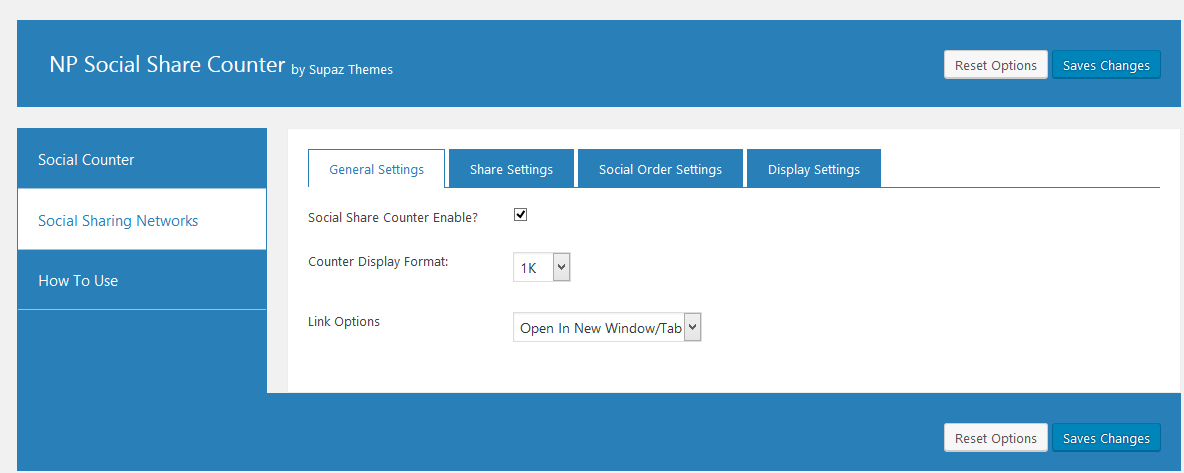 NP Social Share Counter by Supaz Themes
Reset Options
Saves Changes
Social Counter
Social Sharing Networks
How To Use
General Settings
Share Settings
Social Order Settings
Display Settings
Social Share Counter Enable?
Counter Display Format:
1K
Link Options
Open In New Window/Tab
Reset Options
Saves Changes